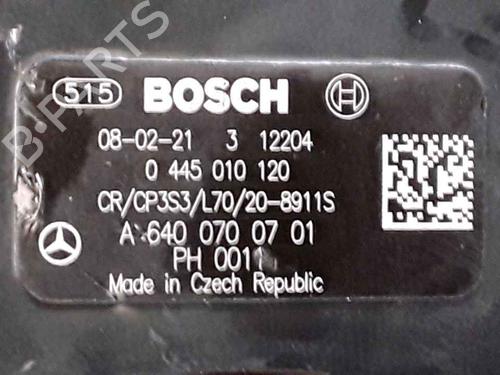 515 BOSCH
08-02-21 3 12204
0 445 010 120
CR/CP3S3/L70/20-8911S
A 640 070 07 01
PH 0011
Made in Czech Republic
B-PARTS